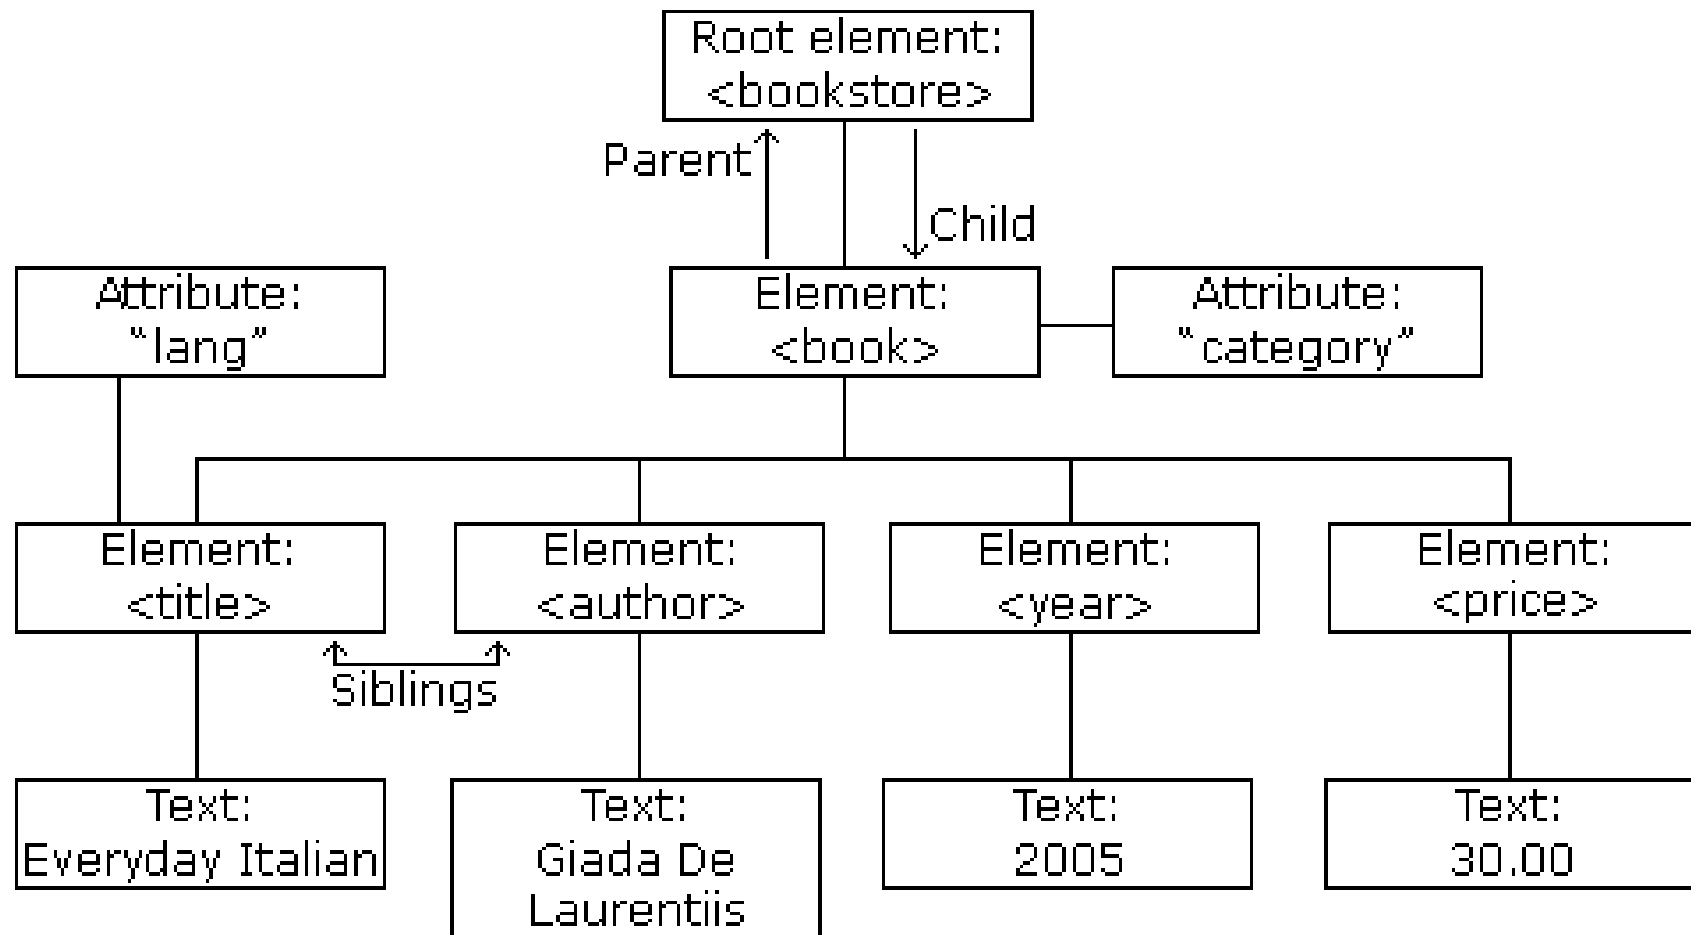 Root element:
<bookstore>
Parent
Child
Attribute:
“lang”
Element:
<book>
Attribute:
“category”
Element:
<title>
Element:
<author>
Element:
<year>
Element:
<price>
Siblings
Text:
Everyday Italian
Text:
Giada De
Laurentiis
Text:
2005
Text:
30.00